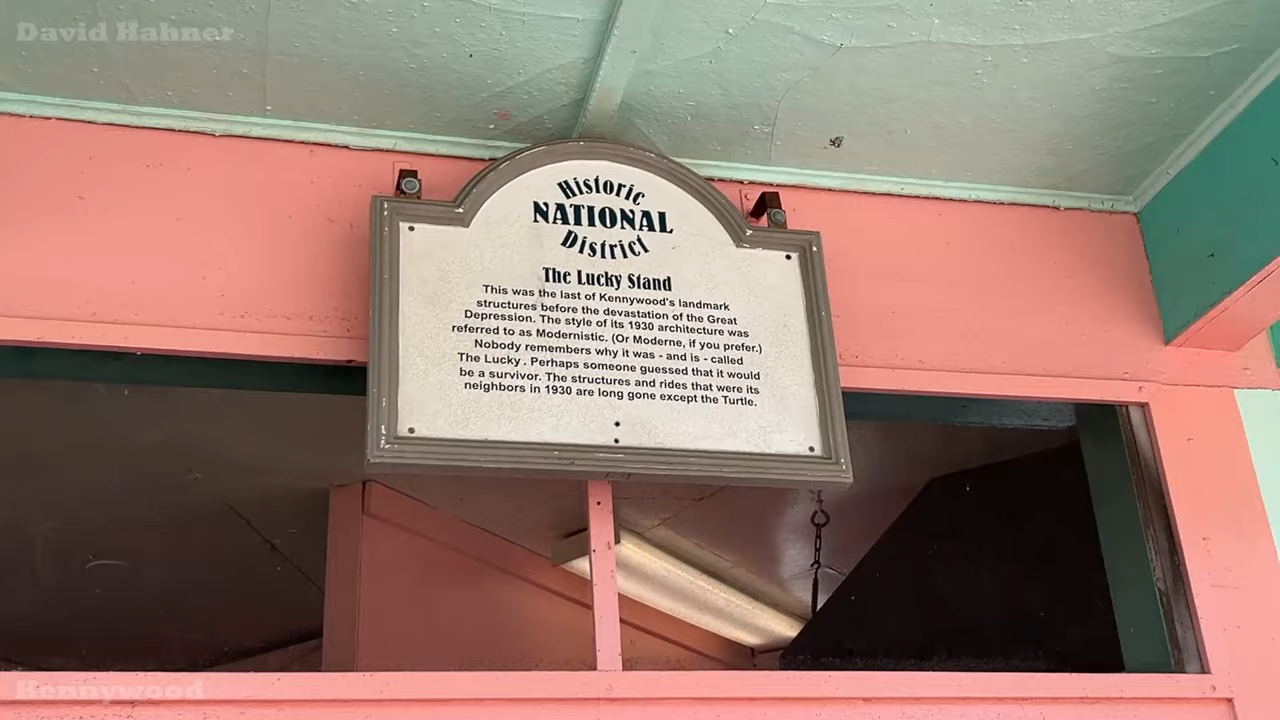 David Hahner
Historic
NATIONAL
District
The Lucky Stand
This was the last of Kennywood's landmark
structures before the devastation of the Great
Depression. The style of its 1930 architecture was
referred to as Modernistic. (Or Moderne, if you prefer.)
Nobody remembers why it was - and is - called
The Lucky . Perhaps someone guessed that it would
be a survivor. The structures and rides that were its
neighbors in 1930 are long gone except the Turtle.
Kennywood